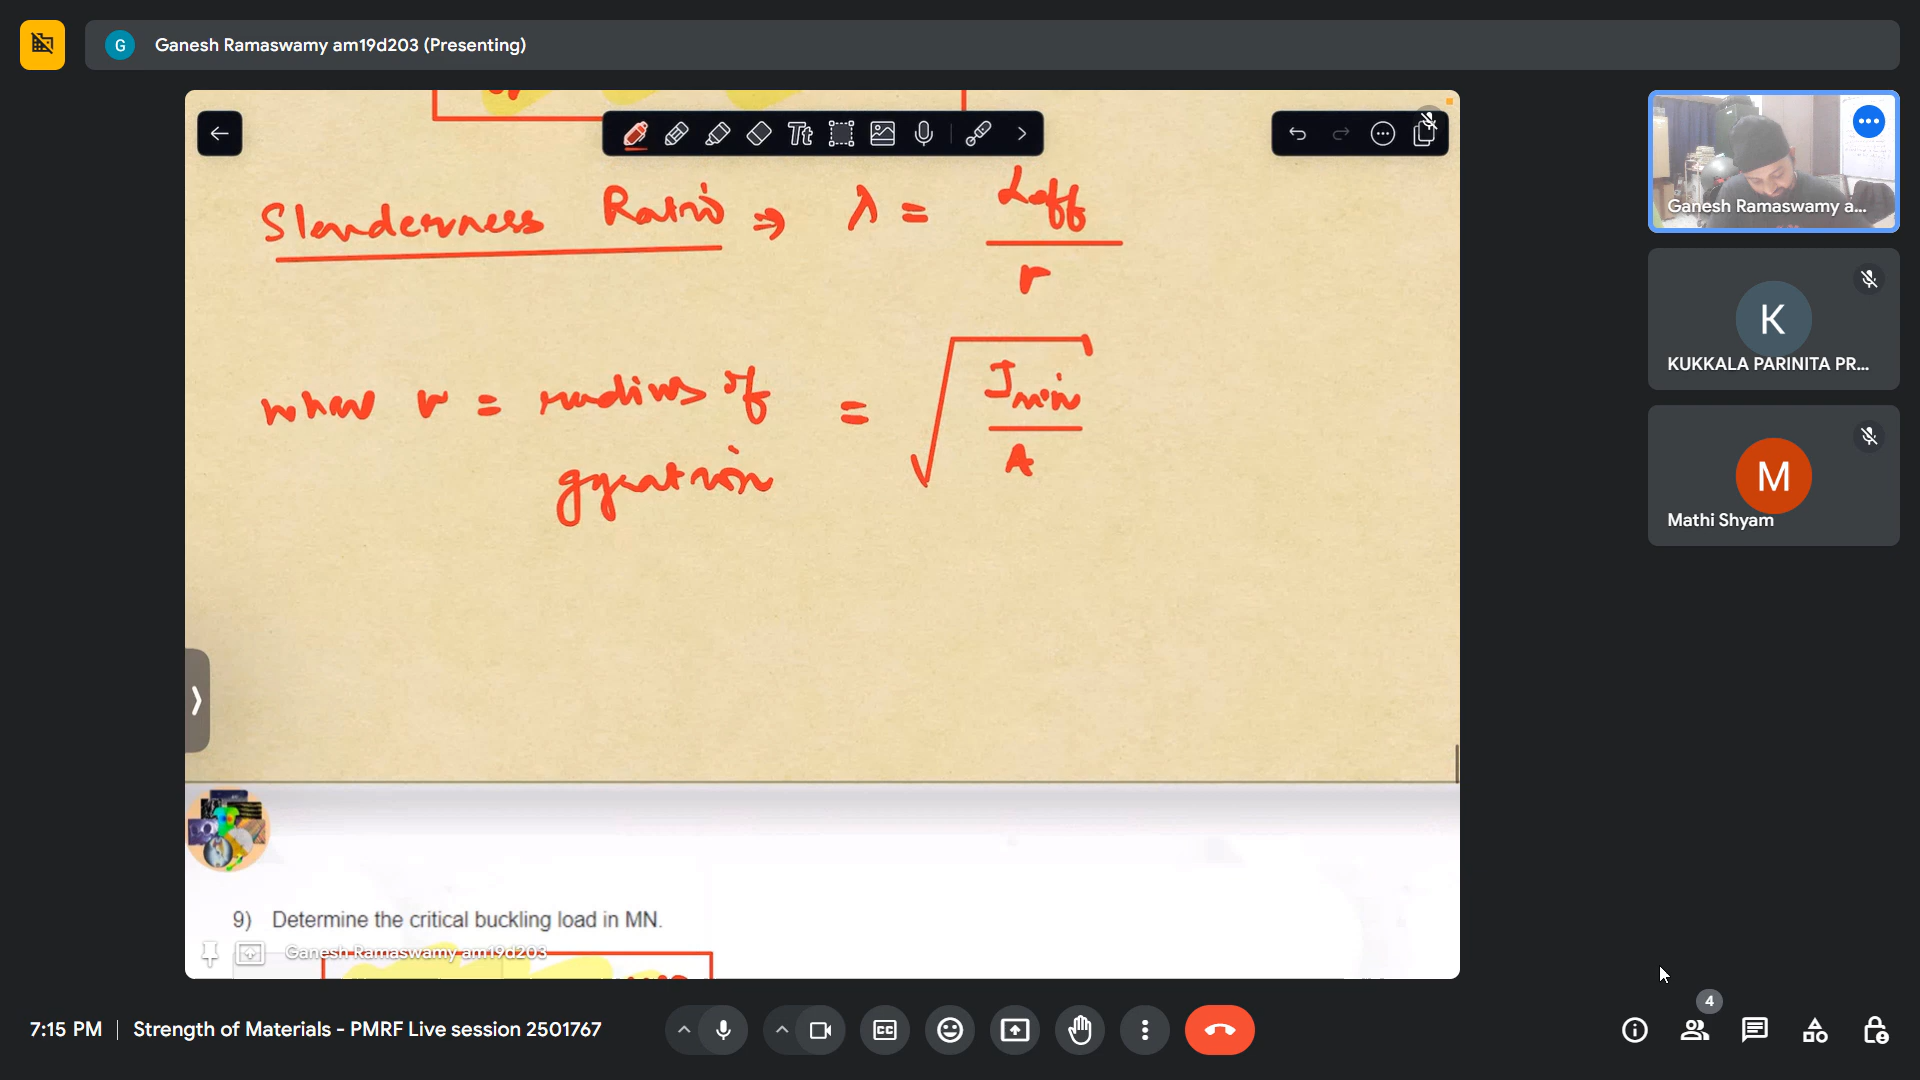 G Ganesh Ramaswamy am19d203 (Presenting)
Tt
Slenderness Ratio ⇒ λ = Leff / r
where r = radius of gyration = √(Imin / A)
9) Determine the critical buckling load in MN.
Ganesh Ramaswamy am19d203
Ganesh Ramaswamy a...
K
KUKKALA PARINITA PR...
M
Mathi Shyam
7:15 PM | Strength of Materials - PMRF Live session 2501767
CC
4